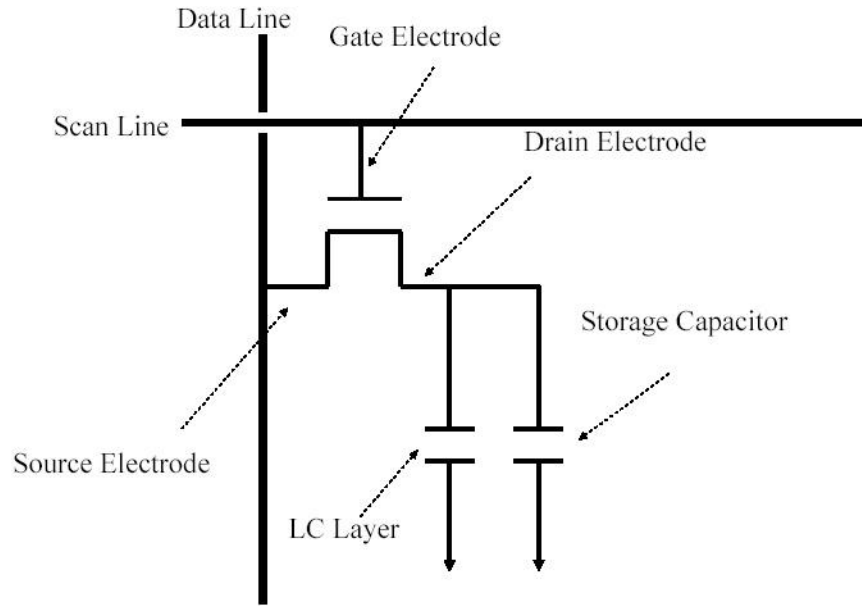 Data Line
Gate Electrode
Scan Line
Drain Electrode
Storage Capacitor
Source Electrode
LC Layer